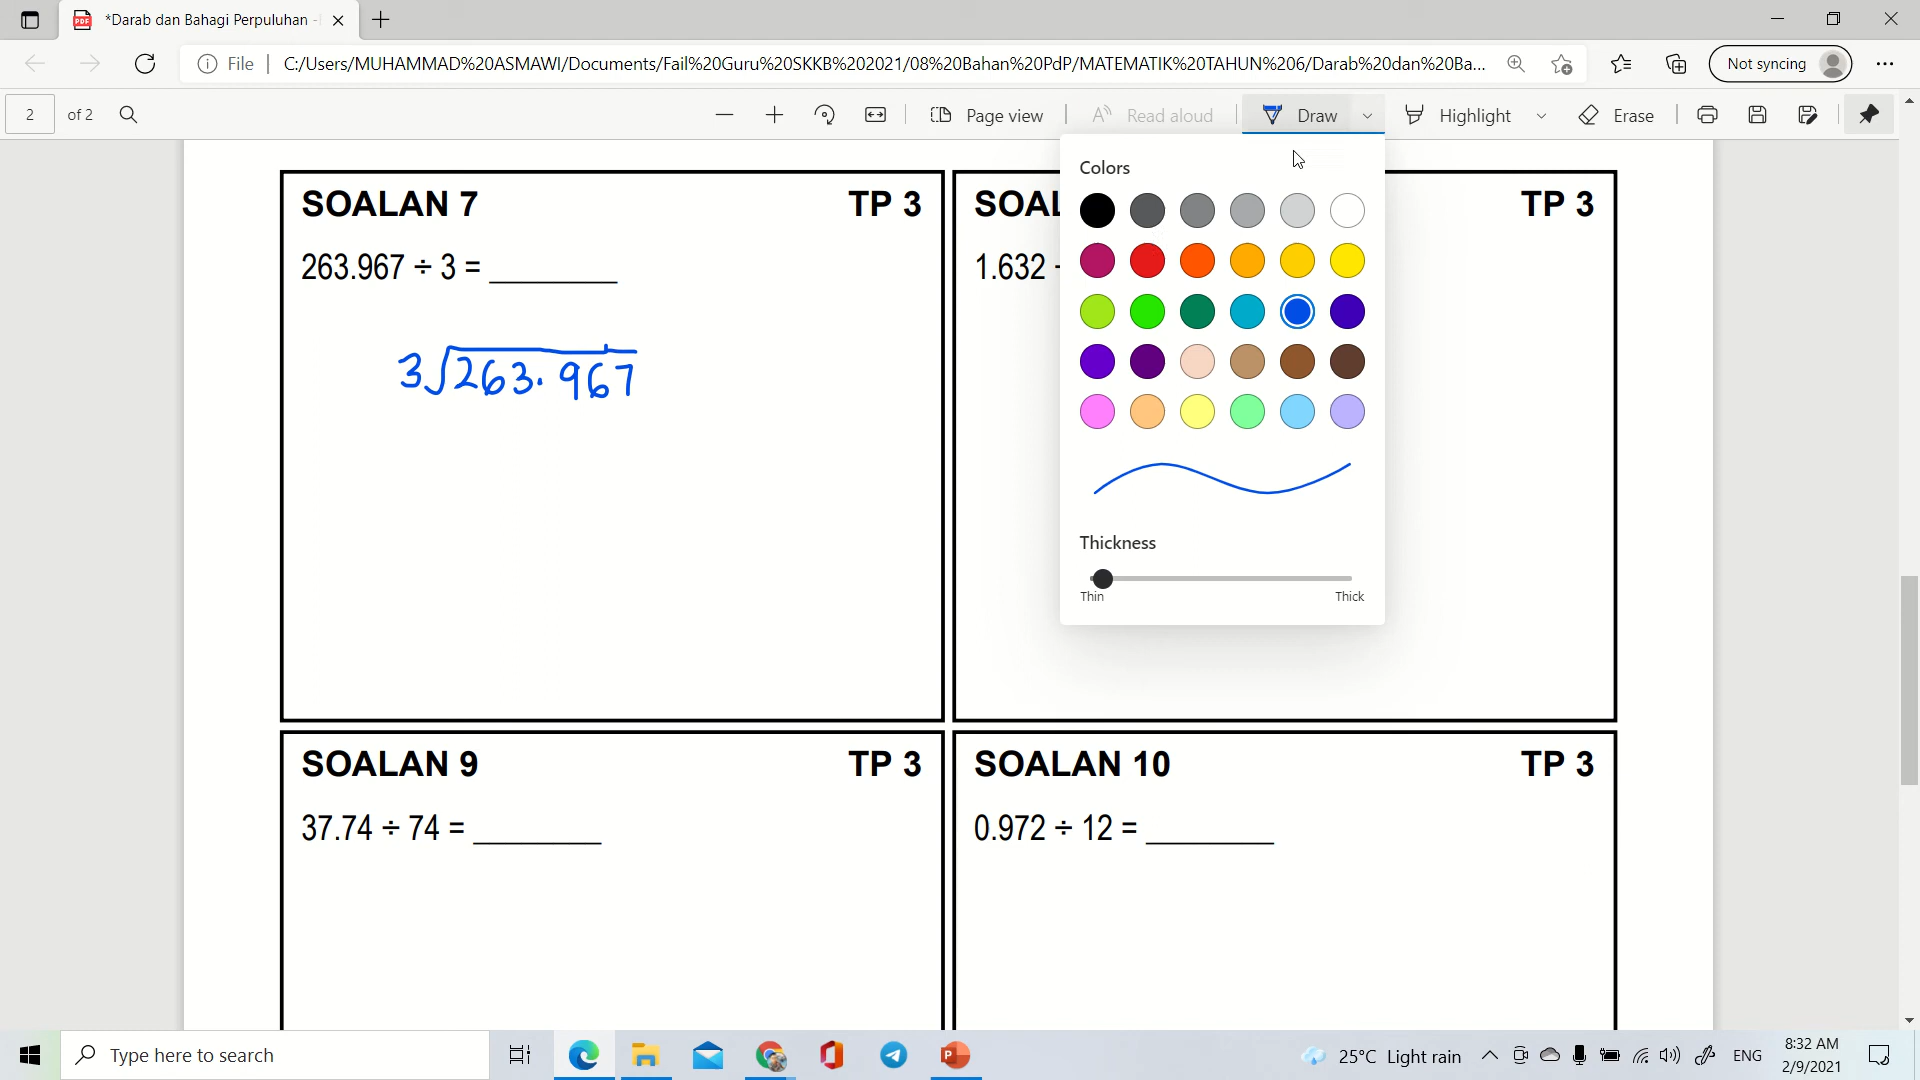 *Darab dan Bahagi Perpuluhan -
File
C:/Users/MUHAMMAD%20ASMAWI/Documents/Fail%20Guru%20SKKB%202021/08%20Bahan%20PdP/MATEMATIK%20TAHUN%206/Darab%20dan%20Ba...
Not syncing
2 of 2
Page view
Read aloud
Draw
Highlight
Erase
SOALAN 7 TP 3
263.967 ÷ 3 = _________
3√263.967
SOAL TP 3
1.632
Colors
Thickness
Thin Thick
SOALAN 9 TP 3
37.74 ÷ 74 = _________
SOALAN 10 TP 3
0.972 ÷ 12 = _________
Type here to search
25°C Light rain
ENG
8:32 AM
2/9/2021